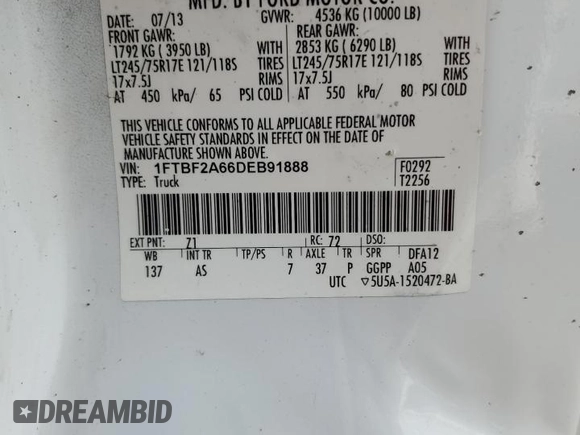 MFD. BY FORD MOTOR CO.
DATE: 07/13 GVWR: 4536 KG (10000 LB)
FRONT GAWR: REAR GAWR:
1792 KG ( 3950 LB) 2853 KG ( 6290 LB)
LT245/75R17E 121/118S TIRES LT245/75R17E 121/118S TIRES
17x7.5J RIMS 17x7.5J RIMS
AT 450 kPa/ 65 PSI COLD AT 550 kPa/ 80 PSI COLD
THIS VEHICLE CONFORMS TO ALL APPLICABLE FEDERAL MOTOR
VEHICLE SAFETY STANDARDS IN EFFECT ON THE DATE OF
MANUFACTURE SHOWN ABOVE.
VIN: 1FTBF2A66DEB91888 F0292
TYPE: Truck T2256
EXT PNT: Z1 RC: 72 DSO:
WB INT TR TP/PS R AXLE TR SPR DFA12
137 AS 7 37 P GGPP A05
UTC ▽5U5A-1520472-BA
DREAMBID